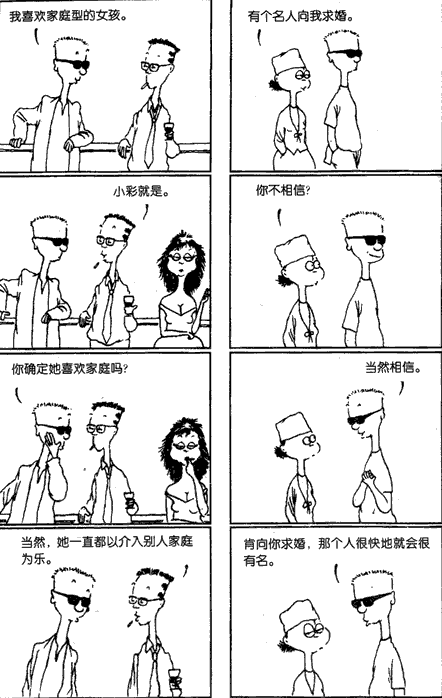 我喜欢家庭型的女孩。
小彩就是。
你确定她喜欢家庭吗?
当然，她一直都以介入别人家庭
为乐。
有个名人向我求婚。
你不相信?
当然相信。
肯向你求婚，那个人很快地就会很
有名。